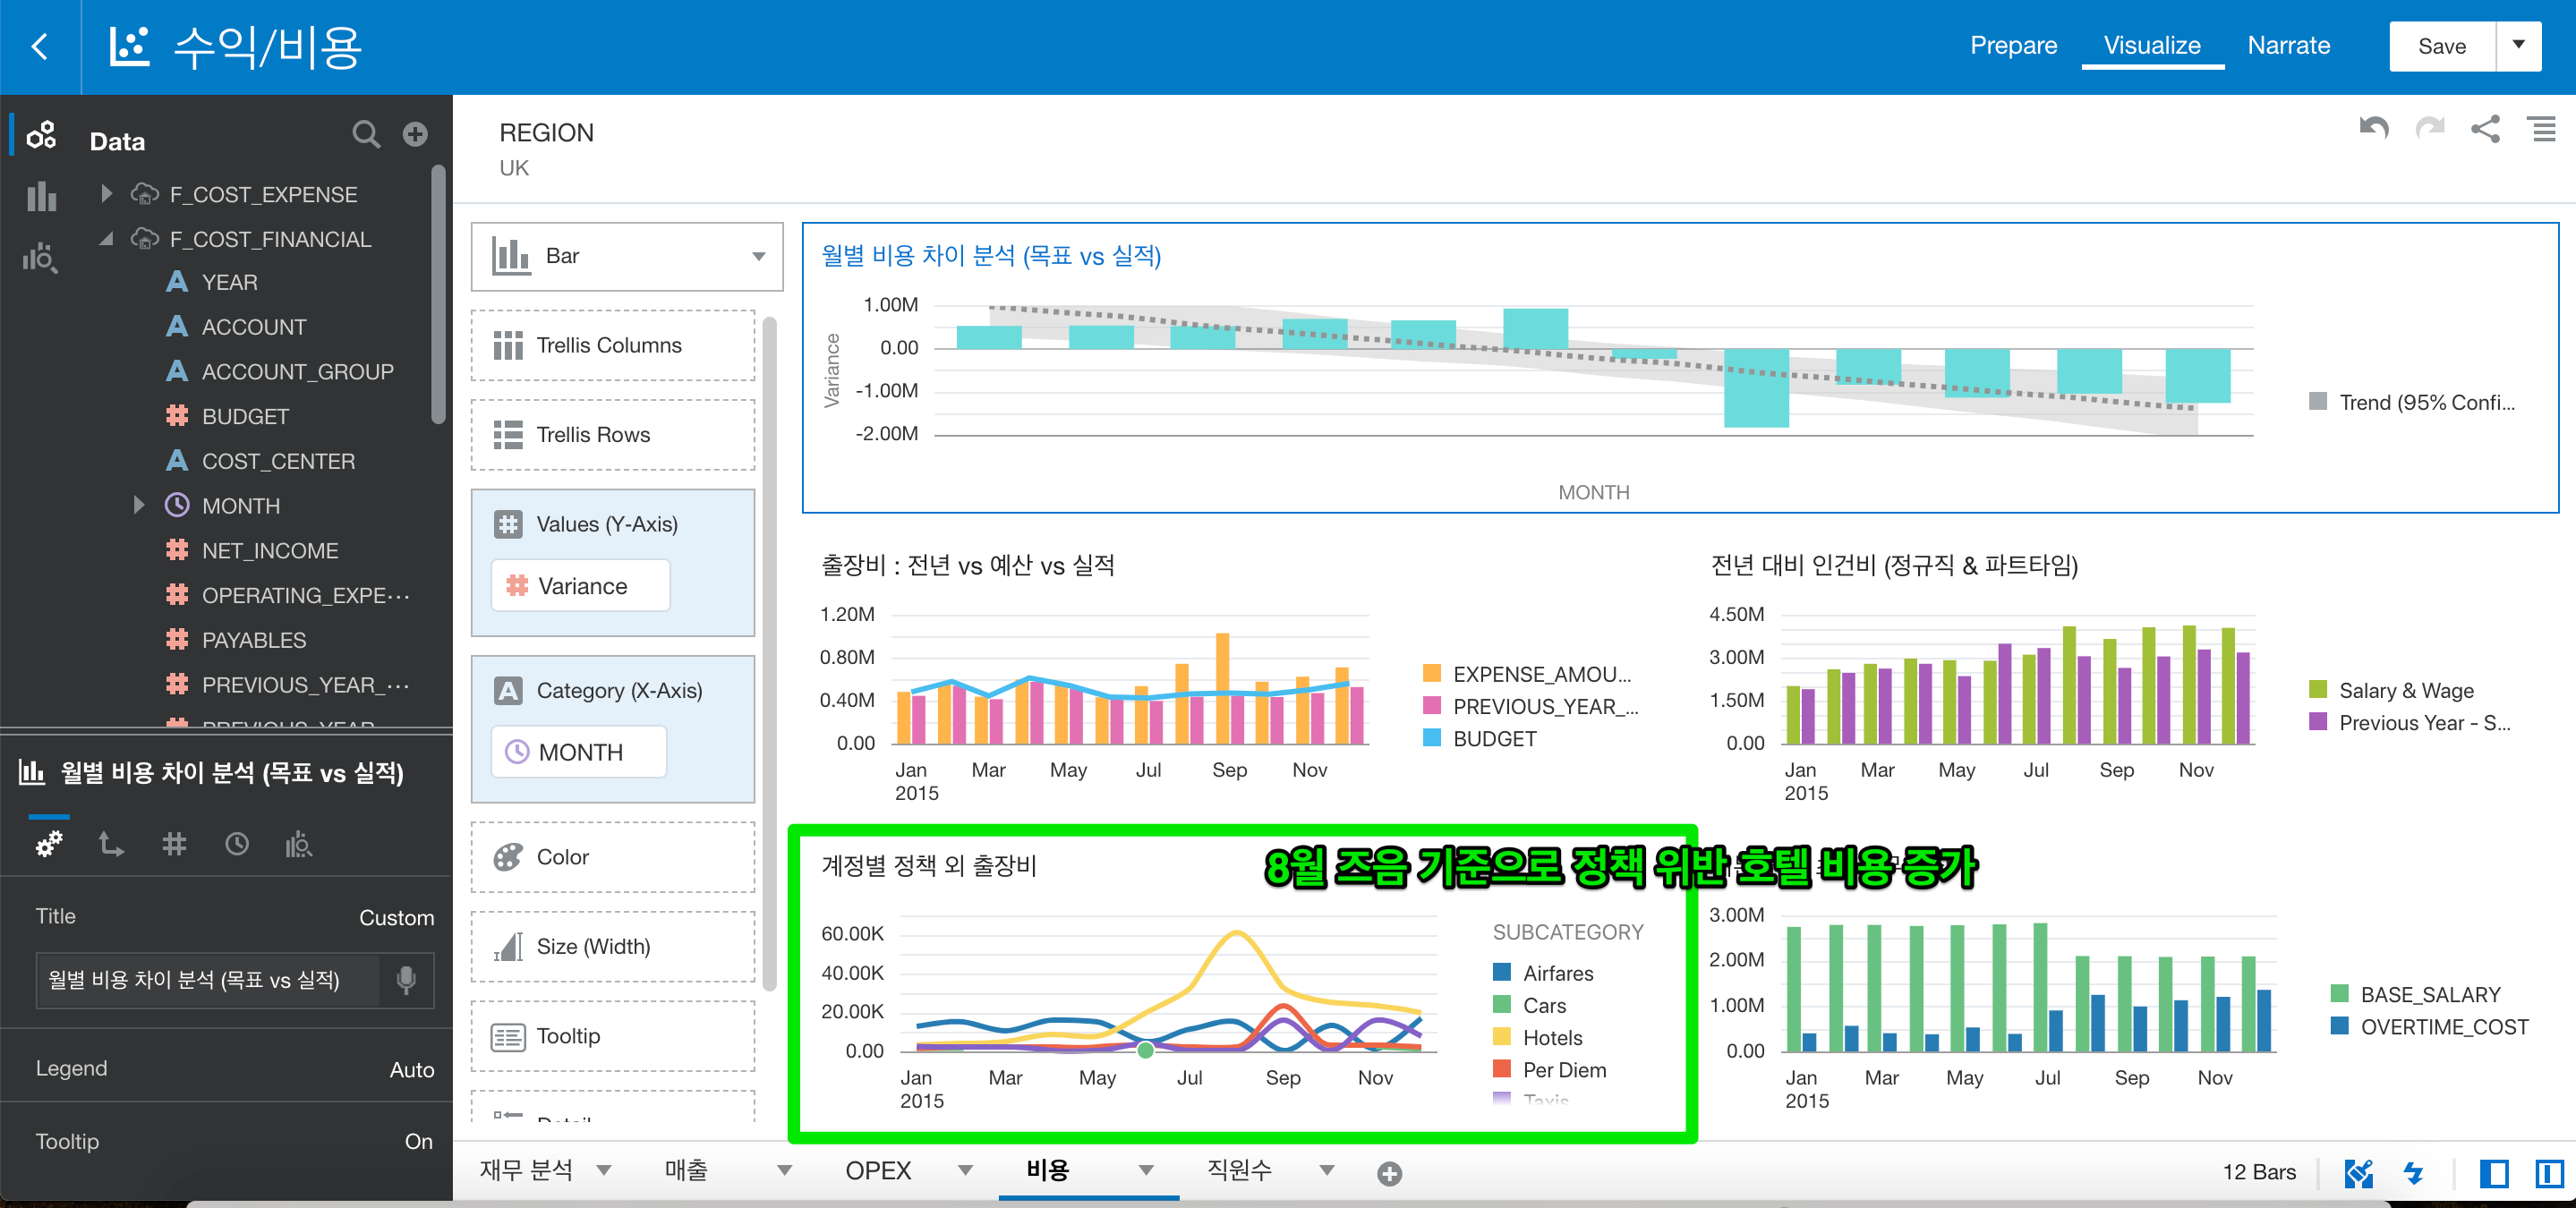 수익/비용
Prepare
Visualize
Narrate
Save
Data
F_COST_EXPENSE
F_COST_FINANCIAL
YEAR
ACCOUNT
ACCOUNT_GROUP
BUDGET
COST_CENTER
MONTH
NET_INCOME
OPERATING_EXPE...
PAYABLES
PREVIOUS_YEAR_...
PREVIOUS_YEAR
월별 비용 차이 분석 (목표 vs 실적)
Title
Custom
월별 비용 차이 분석 (목표 vs 실적)
Legend
Auto
Tooltip
On
REGION
UK
Bar
Trellis Columns
Trellis Rows
Values (Y-Axis)
Variance
Category (X-Axis)
MONTH
Color
Size (Width)
Tooltip
Detail
월별 비용 차이 분석 (목표 vs 실적)
Variance
1.00M
0.00
-1.00M
-2.00M
MONTH
Trend (95% Confi...
출장비 : 전년 vs 예산 vs 실적
1.20M
0.80M
0.40M
0.00
Jan Mar May Jul Sep Nov
2015
EXPENSE_AMOU...
PREVIOUS_YEAR_...
BUDGET
전년 대비 인건비 (정규직 & 파트타임)
4.50M
3.00M
1.50M
0.00
Jan Mar May Jul Sep Nov
2015
Salary & Wage
Previous Year - S...
계정별 정책 외 출장비
8월 즈음 기준으로 정책 위반 호텔 비용 증가
60.00K
40.00K
20.00K
0.00
Jan Mar May Jul Sep Nov
2015
SUBCATEGORY
Airfares
Cars
Hotels
Per Diem
Taxis
3.00M
2.00M
1.00M
0.00
Jan Mar May Jul Sep Nov
2015
BASE_SALARY
OVERTIME_COST
재무 분석
매출
OPEX
비용
직원수
12 Bars